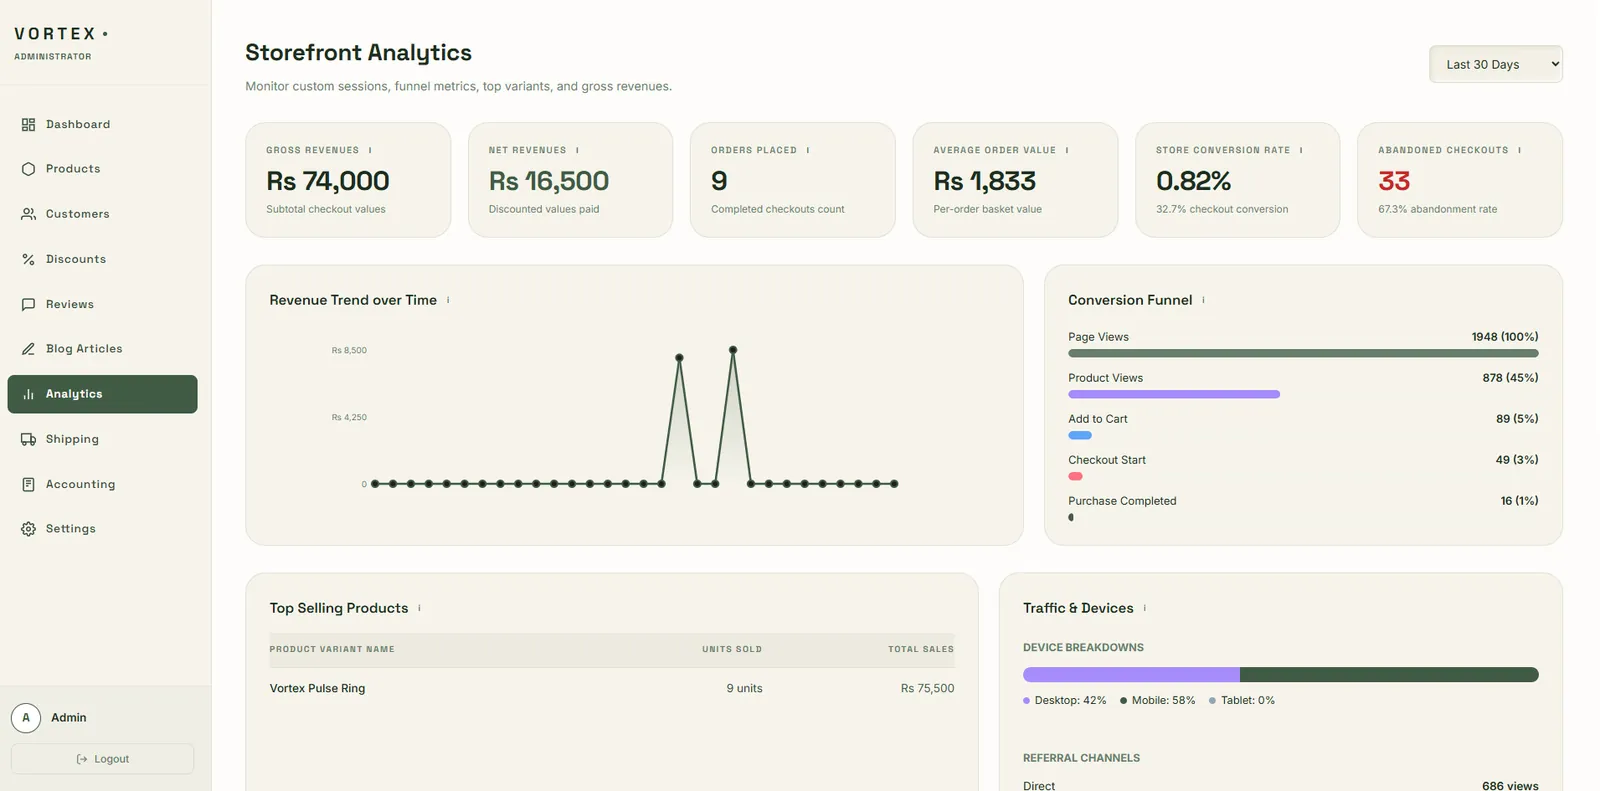 VORTEX •
ADMINISTRATOR
Dashboard
Products
Customers
Discounts
Reviews
Blog Articles
Analytics
Shipping
Accounting
Settings
A Admin
Logout
Storefront Analytics
Monitor custom sessions, funnel metrics, top variants, and gross revenues.
Last 30 Days
GROSS REVENUES i
Rs 74,000
Subtotal checkout values
NET REVENUES i
Rs 16,500
Discounted values paid
ORDERS PLACED i
9
Completed checkouts count
AVERAGE ORDER VALUE i
Rs 1,833
Per-order basket value
STORE CONVERSION RATE i
0.82%
32.7% checkout conversion
ABANDONED CHECKOUTS i
33
67.3% abandonment rate
Revenue Trend over Time i
Rs 8,500
Rs 4,250
0
Conversion Funnel i
Page Views 1948 (100%)
Product Views 878 (45%)
Add to Cart 89 (5%)
Checkout Start 49 (3%)
Purchase Completed 16 (1%)
Top Selling Products i
PRODUCT VARIANT NAME UNITS SOLD TOTAL SALES
Vortex Pulse Ring 9 units Rs 75,500
Traffic & Devices i
DEVICE BREAKDOWNS
Desktop: 42% Mobile: 58% Tablet: 0%
REFERRAL CHANNELS
Direct 686 views